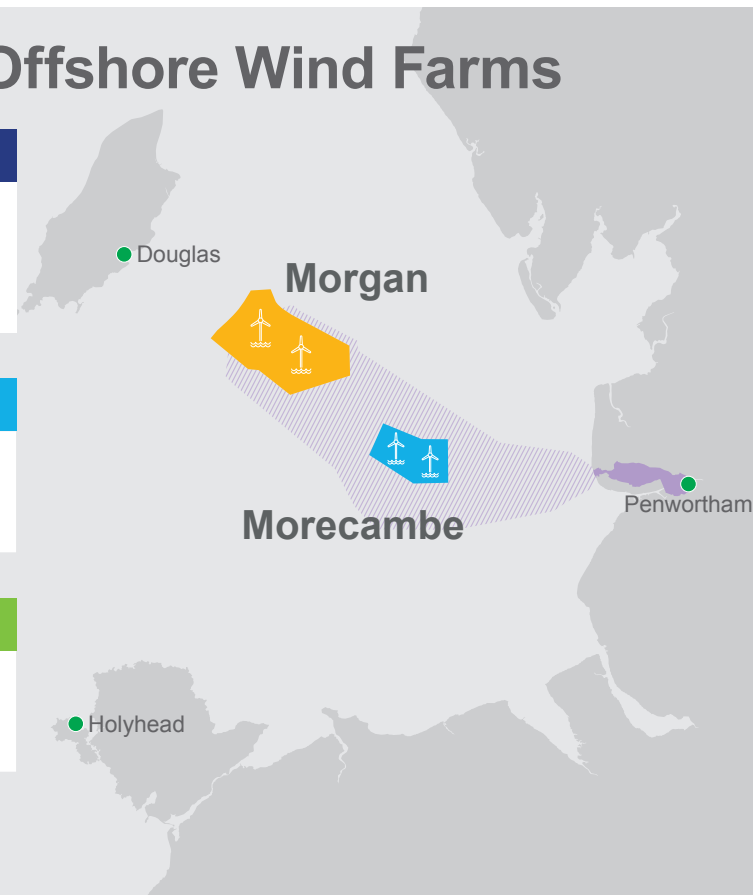 Offshore Wind Farms
Douglas
Morgan
Morecambe
Penwortham
Holyhead